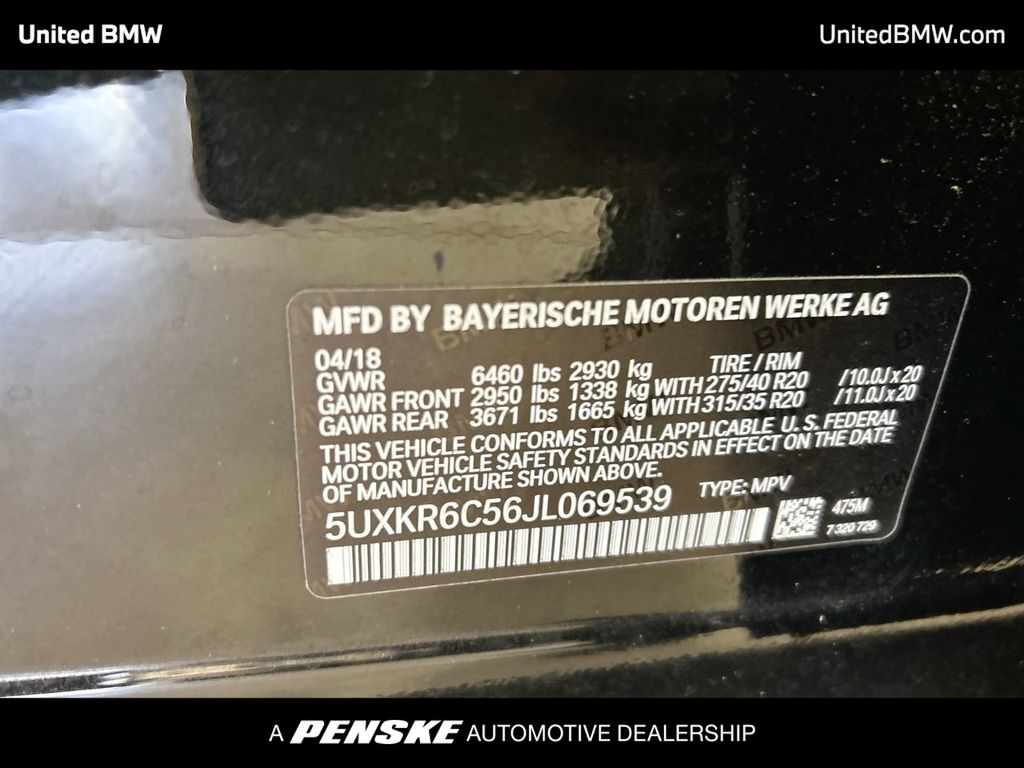 United BMW
UnitedBMW.com
MFD BY BAYERISCHE MOTOREN WERKE AG
04/18
GVWR 6460 lbs 2930 kg TIRE / RIM
GAWR FRONT 2950 lbs 1338 kg WITH 275/40 R20 /10.0J x 20
GAWR REAR 3671 lbs 1665 kg WITH 315/35 R20 /11.0J x 20
THIS VEHICLE CONFORMS TO ALL APPLICABLE U.S. FEDERAL
MOTOR VEHICLE SAFETY STANDARDS IN EFFECT ON THE DATE
OF MANUFACTURE SHOWN ABOVE.
5UXKR6C56JL069539 TYPE: MPV
475M
7 320 729
A PENSKE AUTOMOTIVE DEALERSHIP